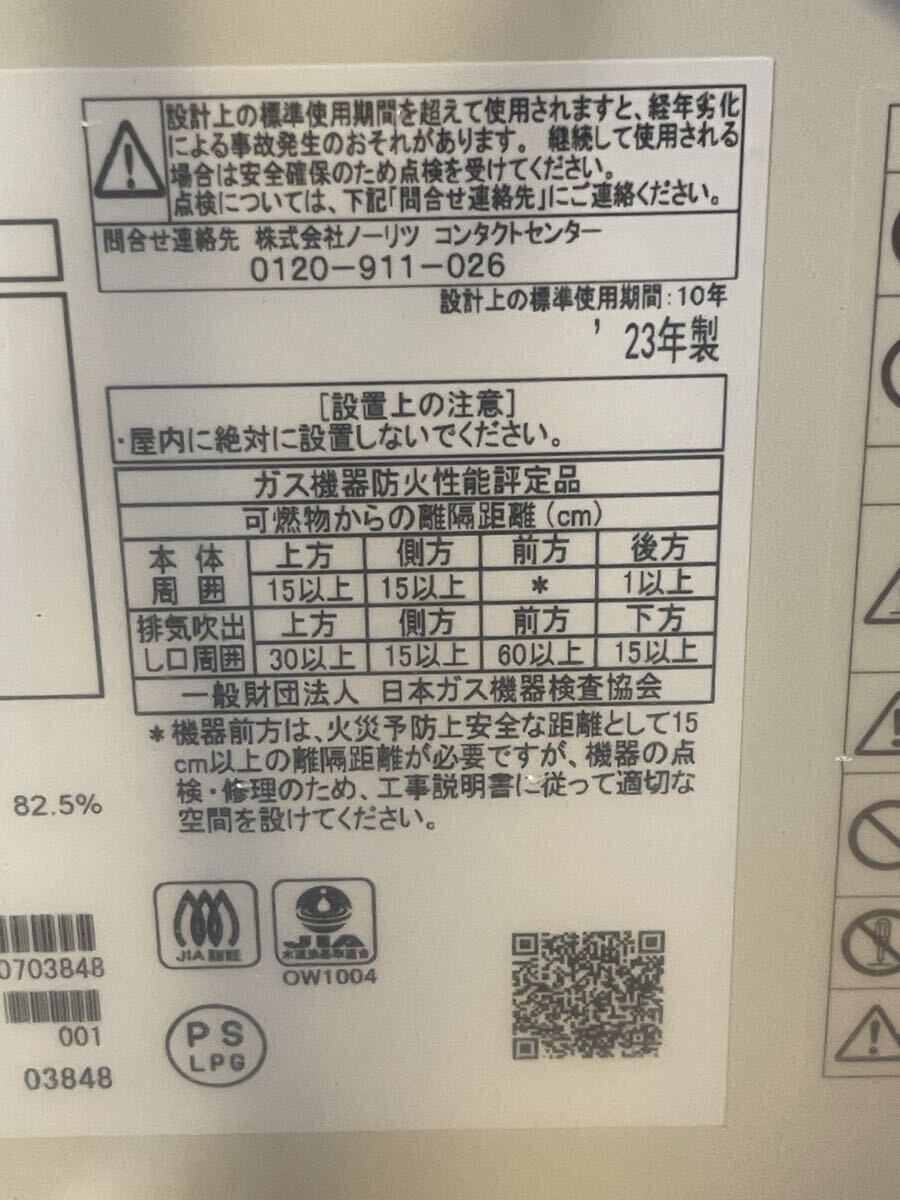 設計上の標準使用期間を超えて使用されますと、経年劣化
による事故発生のおそれがあります。 継続して使用される
場合は安全確保のため点検を受けてください。
点検については、下記「問合せ連絡先」にご連絡ください。
問合せ連絡先 株式会社ノーリツ コンタクトセンター
0120-911-026
設計上の標準使用期間:10年
’23年製
[設置上の注意]
・屋内に絶対に設置しないでください。
ガス機器防火性能評定品
可燃物からの離隔距離(cm)
本体周囲 上方 側方 前方 後方
15以上 15以上 * 1以上
排気吹出し口周囲 上方 側方 前方 下方
30以上 15以上 60以上 15以上
一般財団法人 日本ガス機器検査協会
*機器前方は、火災予防上安全な距離として15
cm以上の離隔距離が必要ですが、機器の点
検・修理のため、工事説明書に従って適切な
空間を設けてください。
82.5%
JIA認証
JIA
OW1004
0703848
001
03848
PS
LPG